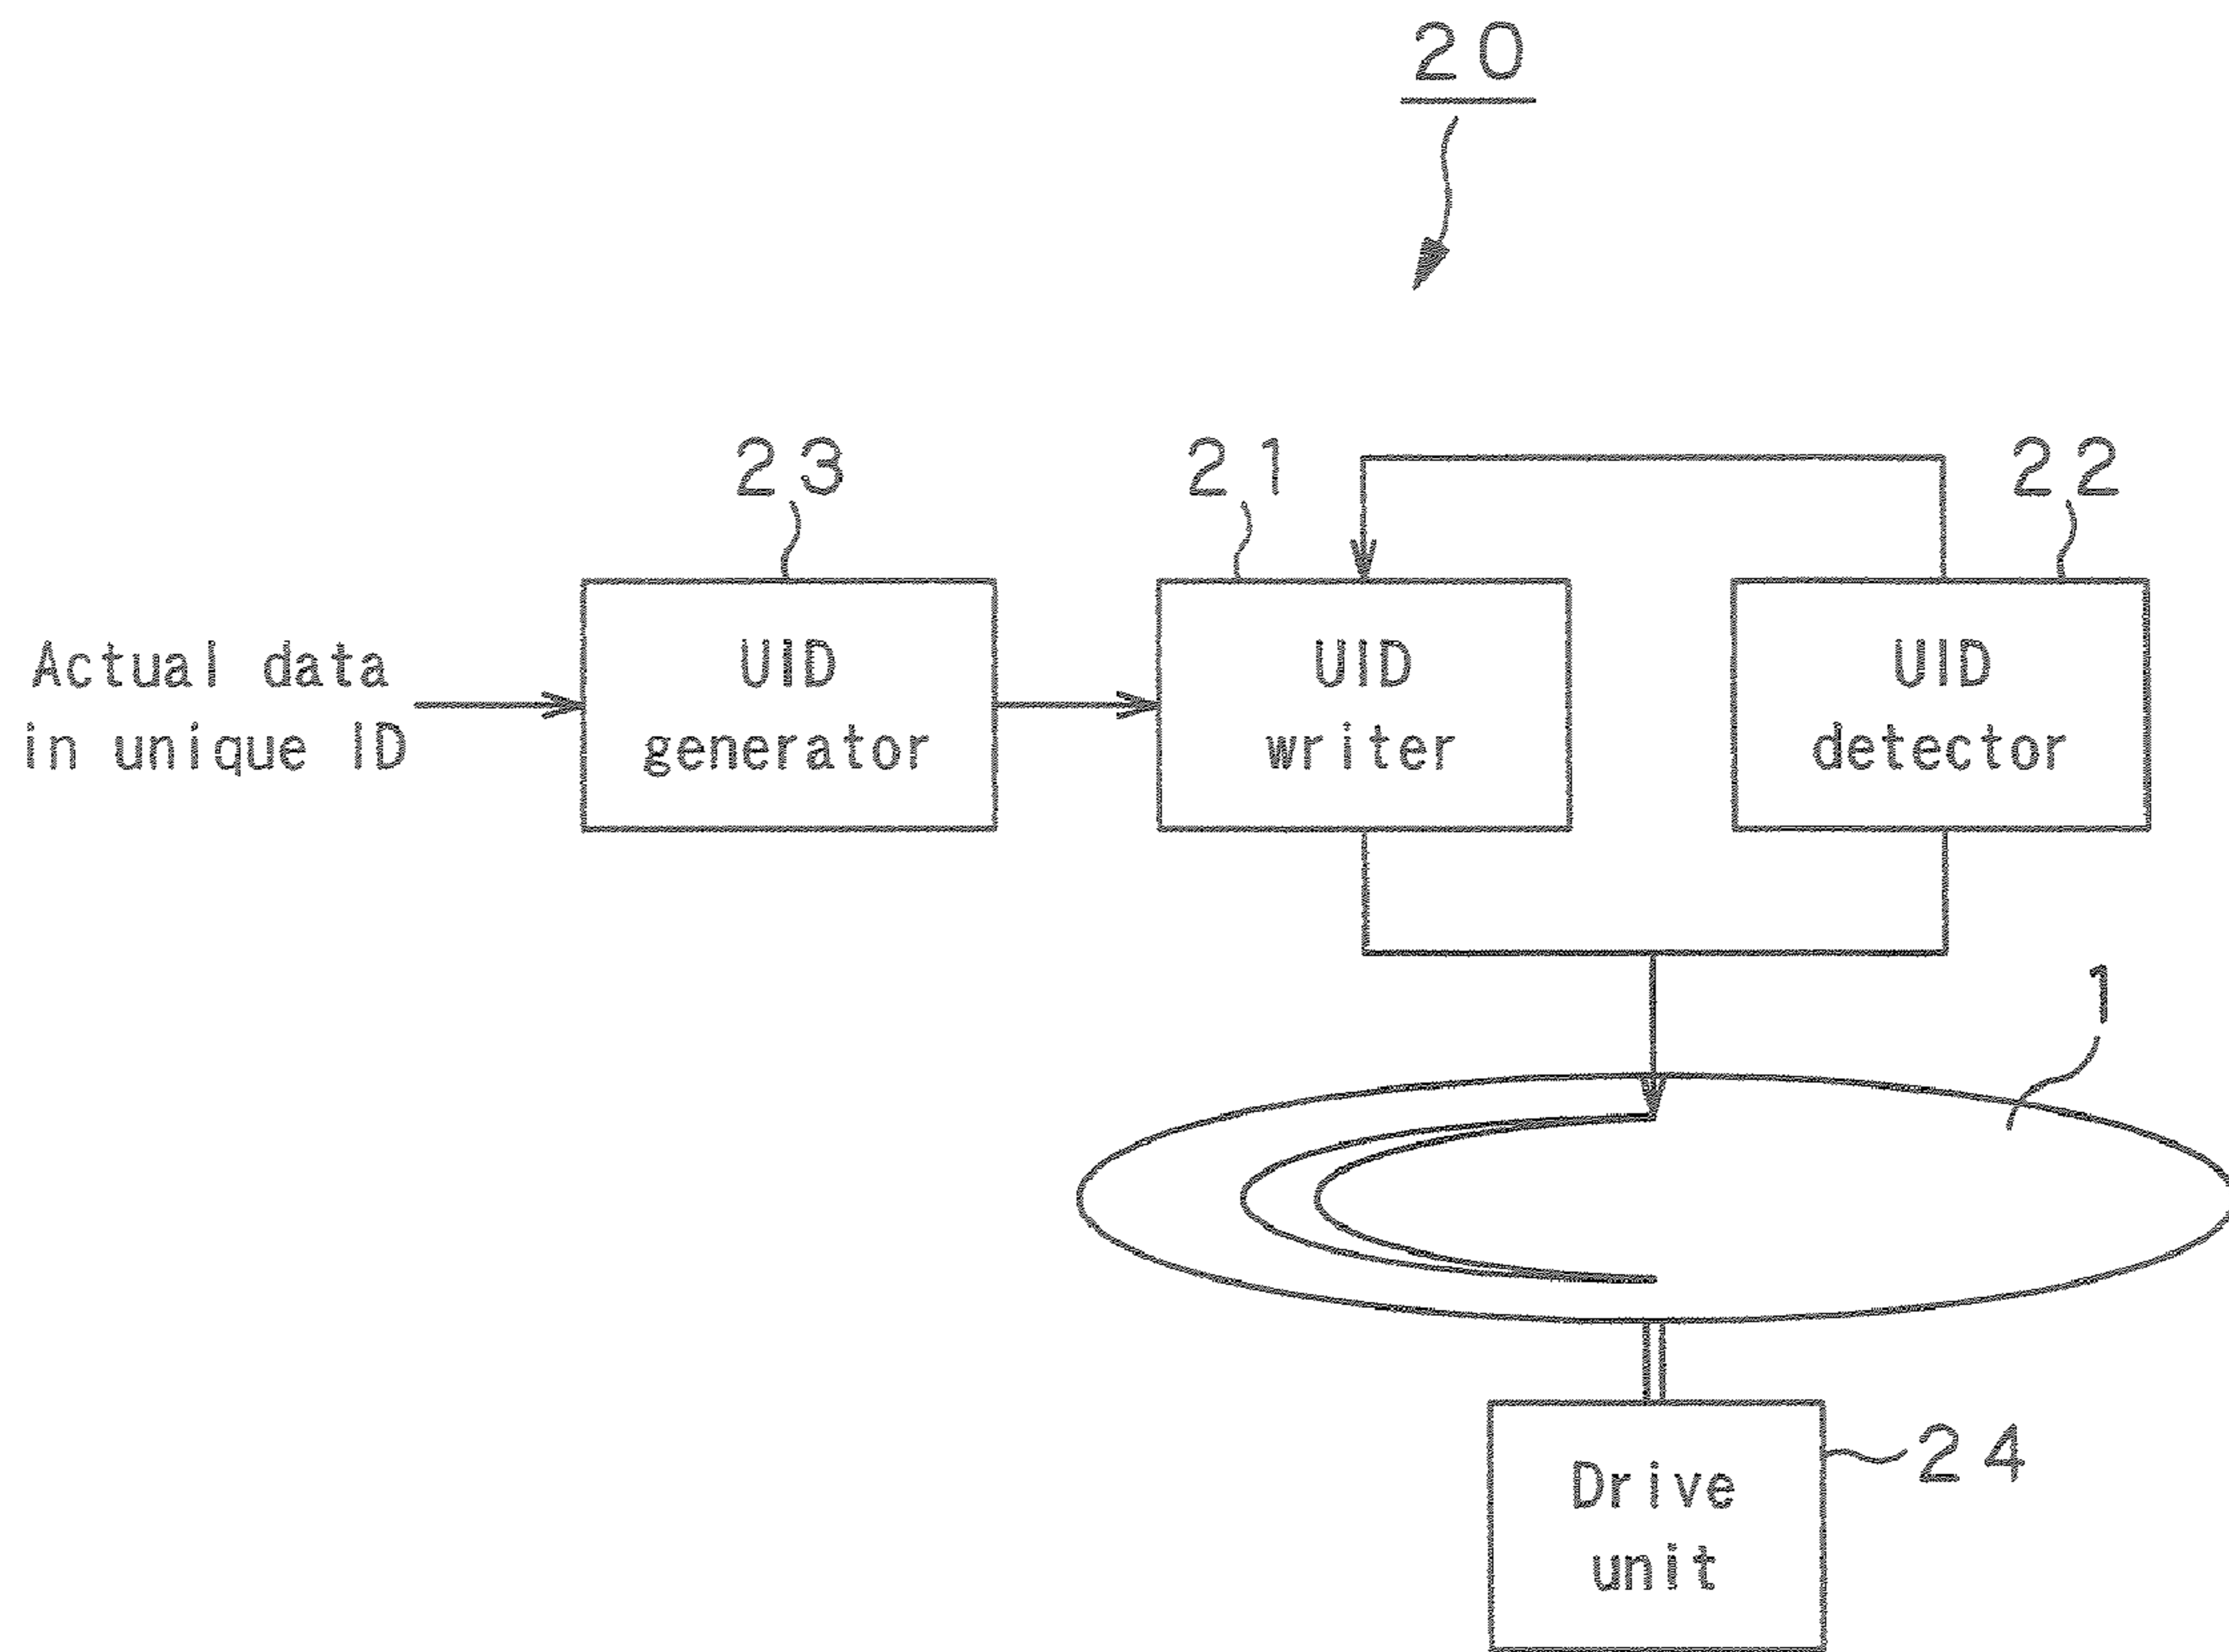 20
23
21
22
Actual data
in unique ID
UID
generator
UID
writer
UID
detector
1
24
Drive
unit